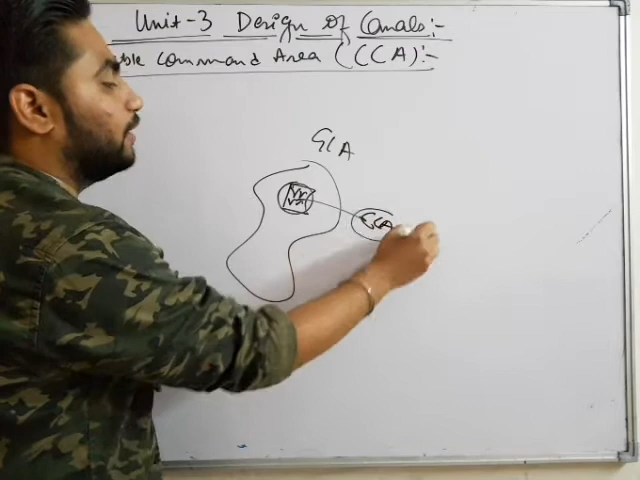 Unit-3 Design of Canals:-
ble Command Area (CCA):-
GCA
CCA